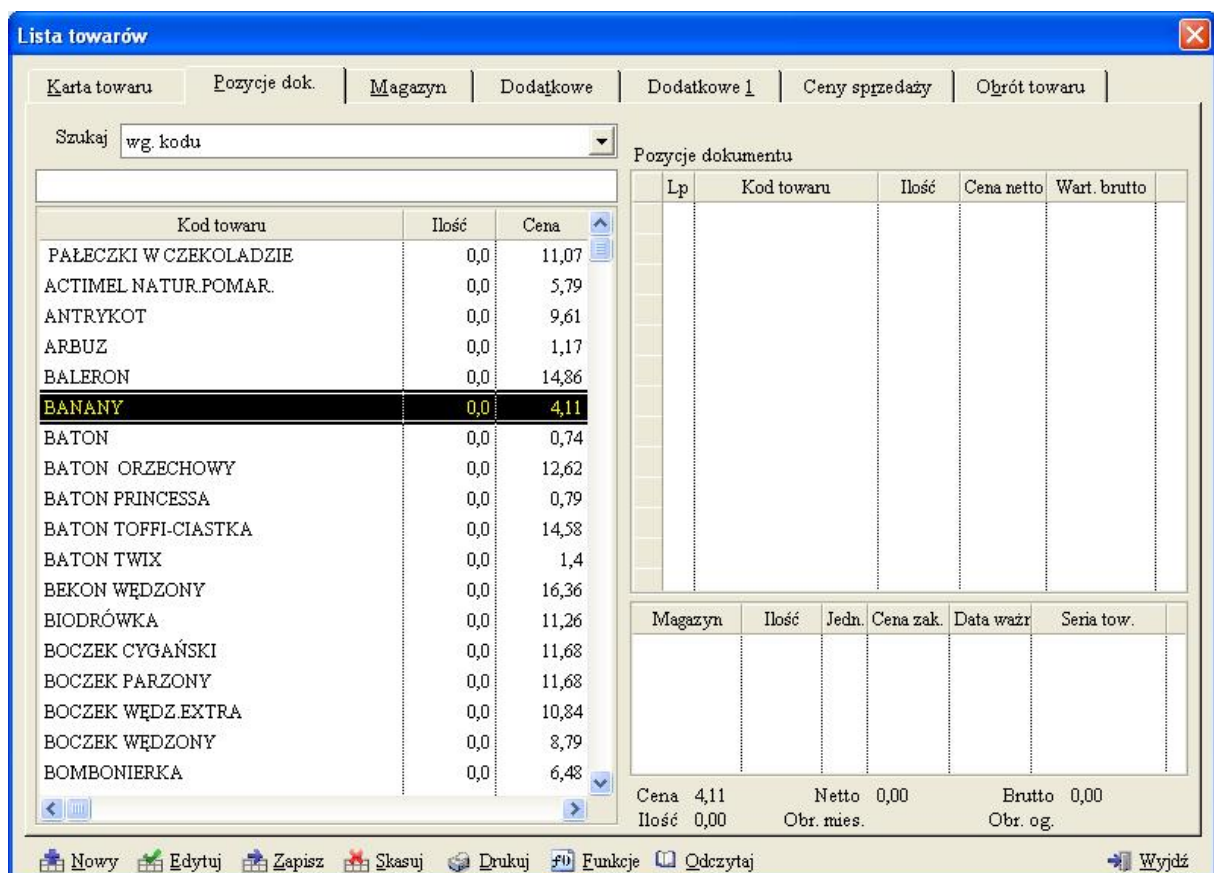 Lista towarów
Karta towaru Pozycje dok. Magazyn Dodatkowe Dodatkowe 1 Ceny sprzedaży Obrót towaru
Szukaj wg. kodu
Kod towaru Ilość Cena
PAŁECZKI W CZEKOLADZIE 0,0 11,07
ACTIMEL NATUR.POMAR. 0,0 5,79
ANTRYKOT 0,0 9,61
ARBUZ 0,0 1,17
BALERON 0,0 14,86
BANANY 0,0 4,11
BATON 0,0 0,74
BATON ORZECHOWY 0,0 12,62
BATON PRINCESSA 0,0 0,79
BATON TOFFI-CIASTKA 0,0 14,58
BATON TWIX 0,0 1,4
BEKON WĘDZONY 0,0 16,36
BIODRÓWKA 0,0 11,26
BOCZEK CYGAŃSKI 0,0 11,68
BOCZEK PARZONY 0,0 11,68
BOCZEK WĘDZ.EXTRA 0,0 10,84
BOCZEK WĘDZONY 0,0 8,79
BOMBONIERKA 0,0 6,48
Pozycje dokumentu
Lp Kod towaru Ilość Cena netto Wart. brutto
Magazyn Ilość Jedn. Cena zak. Data ważr Seria tow.
Cena 4,11 Netto 0,00 Brutto 0,00
Ilość 0,00 Obr. mies. Obr. og.
Nowy Edytuj Zapisz Skasuj Drukuj f() Funkcje Odczytaj Wyjdź